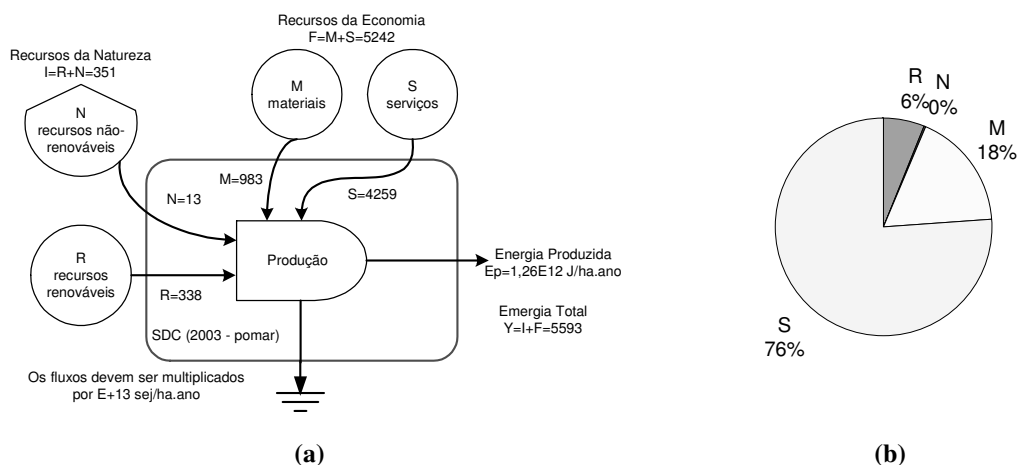 Recursos da Economia
F=M+S=5242
Recursos da Natureza
I=R+N=351
N
recursos não-
renováveis
M
materiais
S
serviços
M=983
S=4259
N=13
R
recursos
renováveis
R=338
Produção
Energia Produzida
Ep=1,26E12 J/ha.ano
Emergia Total
Y=I+F=5593
SDC (2003 - pomar)
Os fluxos devem ser multiplicados
por E+13 sej/ha.ano
(a)
R
6%
N
0%
M
18%
S
76%
(b)